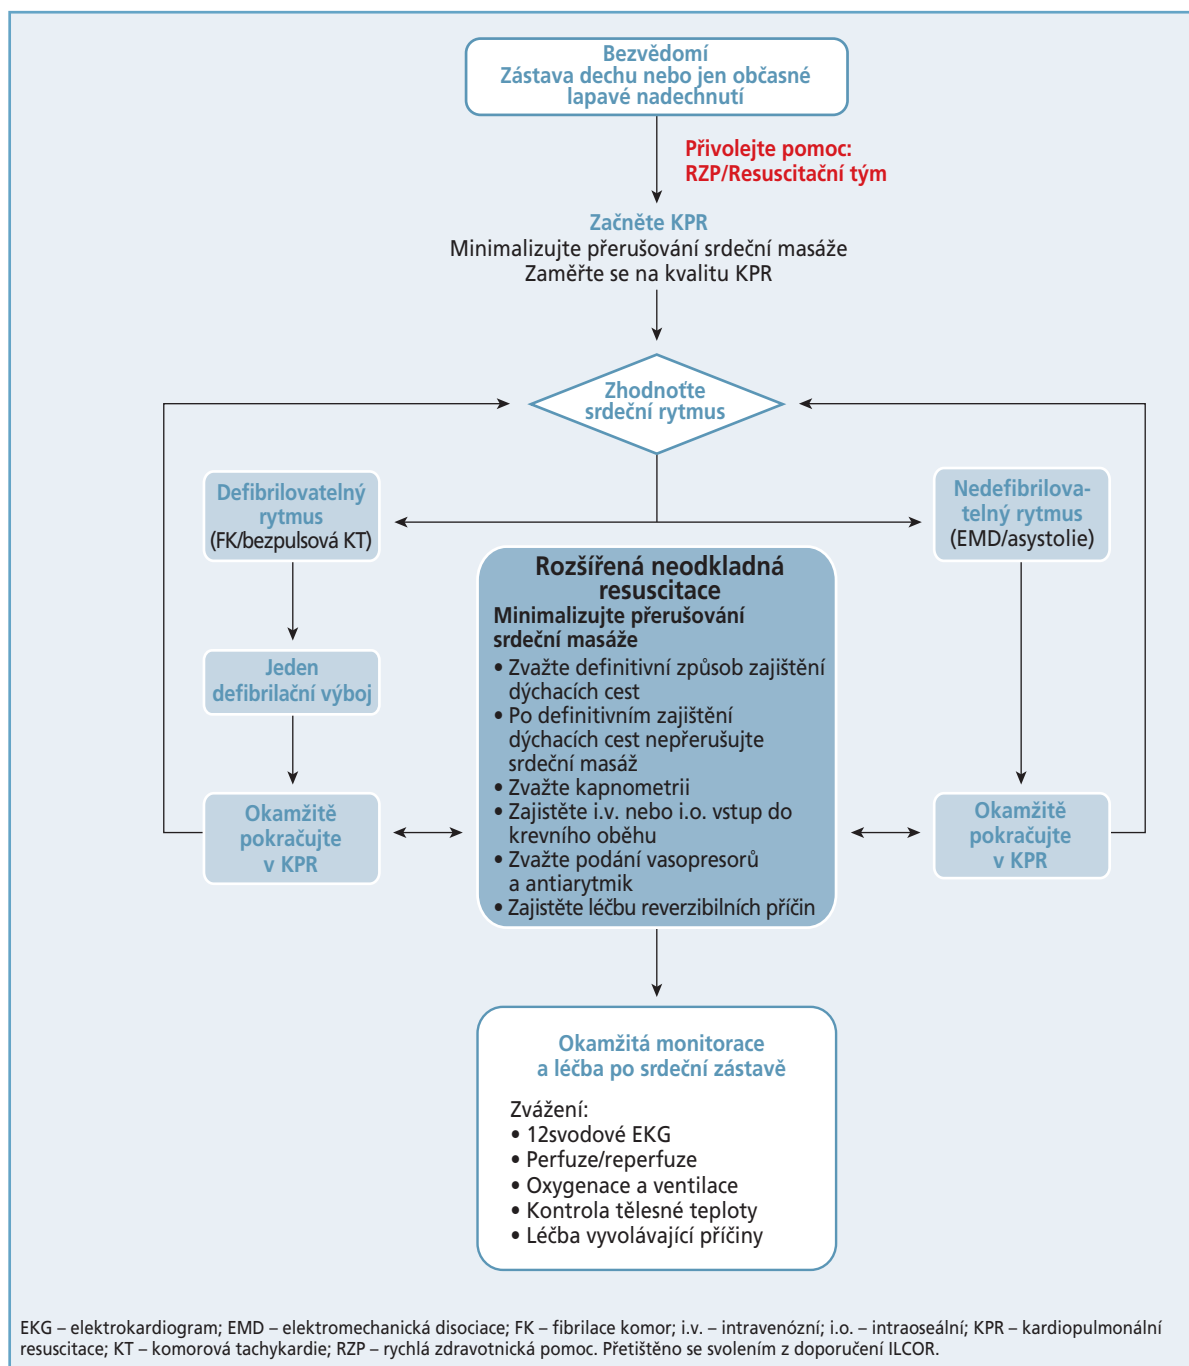 Bezvědomí
Zástava dechu nebo jen občasné
lapavé nadechnutí
Přivolejte pomoc:
RZP/Resuscitační tým
Začněte KPR
Minimalizujte přerušování srdeční masáže
Zaměřte se na kvalitu KPR
Zhodnoťte
srdeční rytmus
Defibrilovatelný
rytmus
(FK/bezpulsová KT)
Nedefibrilova-
telný rytmus
(EMD/asystolie)
Jeden
defibrilační výboj
Okamžitě
pokračujte
v KPR
Rozšířená neodkladná
resuscitace
Minimalizujte přerušování
srdeční masáže
• Zvažte definitivní způsob zajištění
dýchacích cest
• Po definitivním zajištění
dýchacích cest nepřerušujte
srdeční masáž
• Zvažte kapnometrii
• Zajistěte i.v. nebo i.o. vstup do
krevního oběhu
• Zvažte podání vasopresorů
a antiarytmik
• Zajistěte léčbu reverzibilních příčin
Okamžitě
pokračujte
v KPR
Okamžitá monitorace
a léčba po srdeční zástavě
Zvážení:
• 12svodové EKG
• Perfuze/reperfuze
• Oxygenace a ventilace
• Kontrola tělesné teploty
• Léčba vyvolávající příčiny
EKG – elektrokardiogram; EMD – elektromechanická disociace; FK – fibrilace komor; i.v. – intravenózní; i.o. – intraoseální; KPR – kardiopulmonální
resuscitace; KT – komorová tachykardie; RZP – rychlá zdravotnická pomoc. Přetištěno se svolením z doporučení ILCOR.